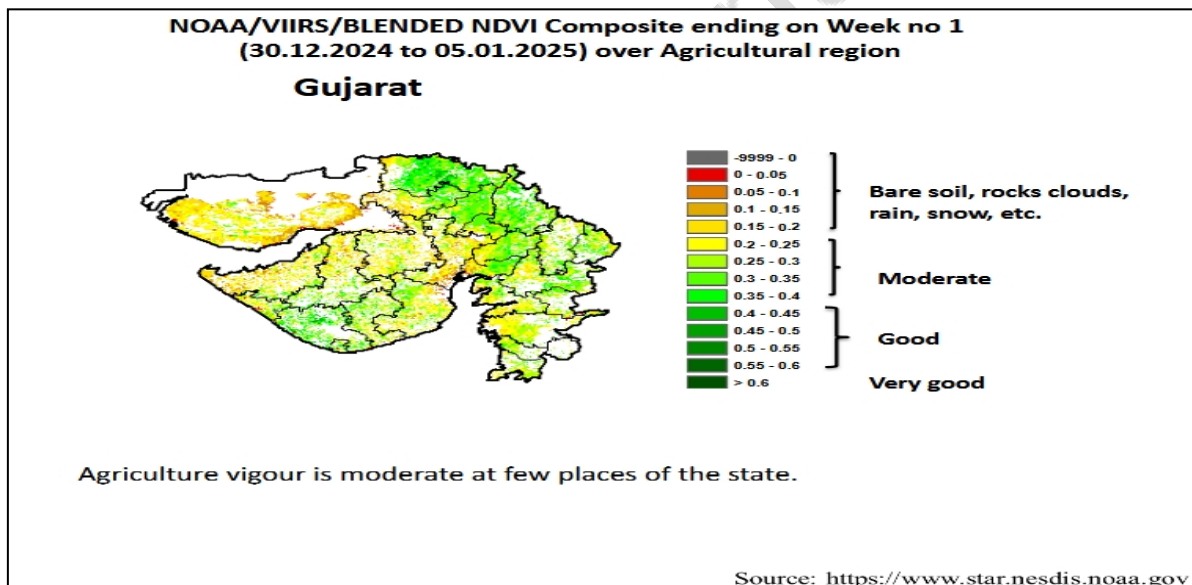 NOAA/VIIRS/BLENDED NDVI Composite ending on Week no 1
(30.12.2024 to 05.01.2025) over Agricultural region
Gujarat
-9999 - 0
0 - 0.05
0.05 - 0.1
0.1 - 0.15
0.15 - 0.2
0.2 - 0.25
0.25 - 0.3
0.3 - 0.35
0.35 - 0.4
0.4 - 0.45
0.45 - 0.5
0.5 - 0.55
0.55 - 0.6
> 0.6
Bare soil, rocks clouds,
rain, snow, etc.
Moderate
Good
Very good
Agriculture vigour is moderate at few places of the state.
Source: https://www.star.nesdis.noaa.gov